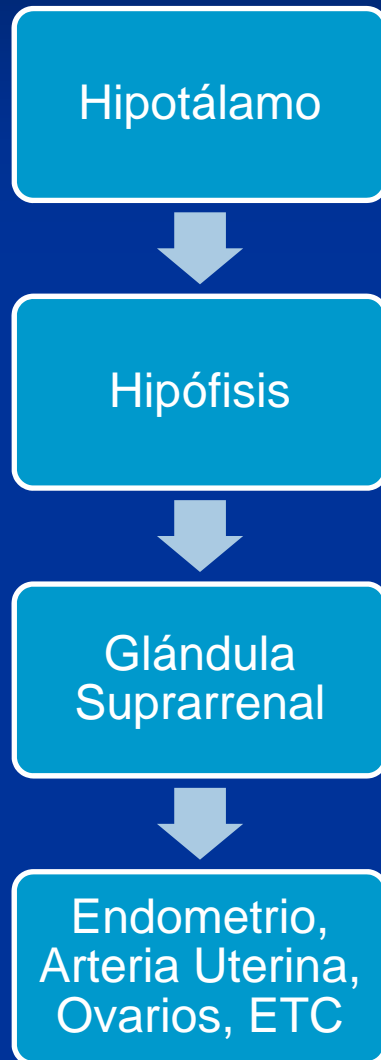 Hipotálamo
Hipófisis
Glándula
Suprarrenal
Endometrio,
Arteria Uterina,
Ovarios, ETC